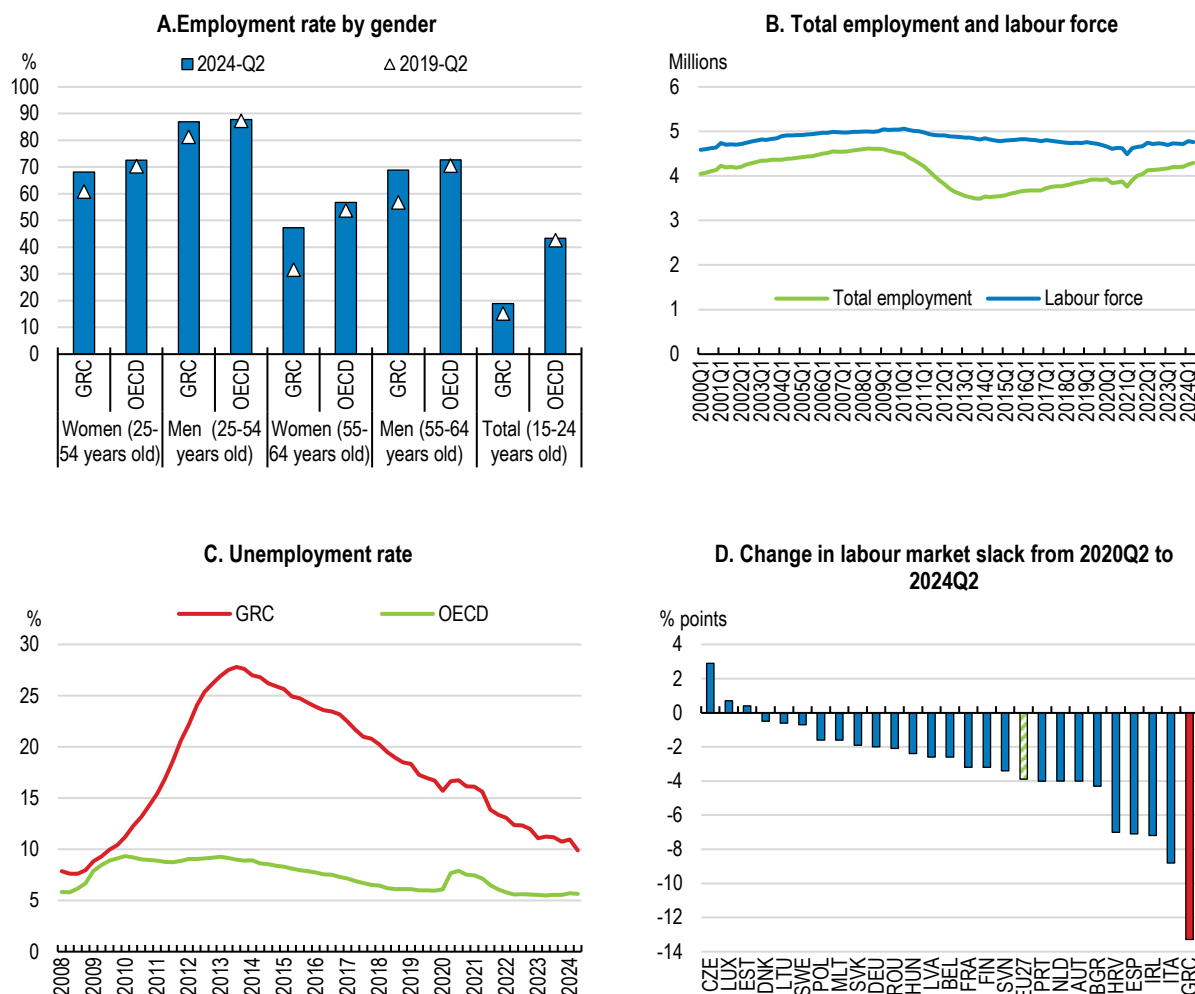 A.Employment rate by gender
%
2024-Q2
2019-Q2
100
90
80
70
60
50
40
30
20
10
0
GRC
OECD
GRC
OECD
GRC
OECD
GRC
OECD
GRC
OECD
Women (25-
54 years old)
Men (25-54
years old)
Women (55-
64 years old)
Men (55-64
years old)
Total (15-24
years old)
B. Total employment and labour force
Millions
6
5
4
3
2
1
0
Total employment
Labour force
2000Q1
2001Q1
2002Q1
2003Q1
2004Q1
2005Q1
2006Q1
2007Q1
2008Q1
2009Q1
2010Q1
2011Q1
2012Q1
2013Q1
2014Q1
2015Q1
2016Q1
2017Q1
2018Q1
2019Q1
2020Q1
2021Q1
2022Q1
2023Q1
2024Q1
C. Unemployment rate
%
GRC
OECD
30
25
20
15
10
5
0
2008
2009
2010
2011
2012
2013
2014
2015
2016
2017
2018
2019
2020
2021
2022
2023
2024
D. Change in labour market slack from 2020Q2 to
2024Q2
% points
4
2
0
-2
-4
-6
-8
-10
-12
-14
CZE
LUX
EST
DNK
LTU
SWE
POL
MLT
SVK
DEU
ROU
HUN
LVA
BEL
FRA
FIN
SVN
EU27
PRT
NLD
AUT
BGR
HRV
ESP
IRL
ITA
GRC